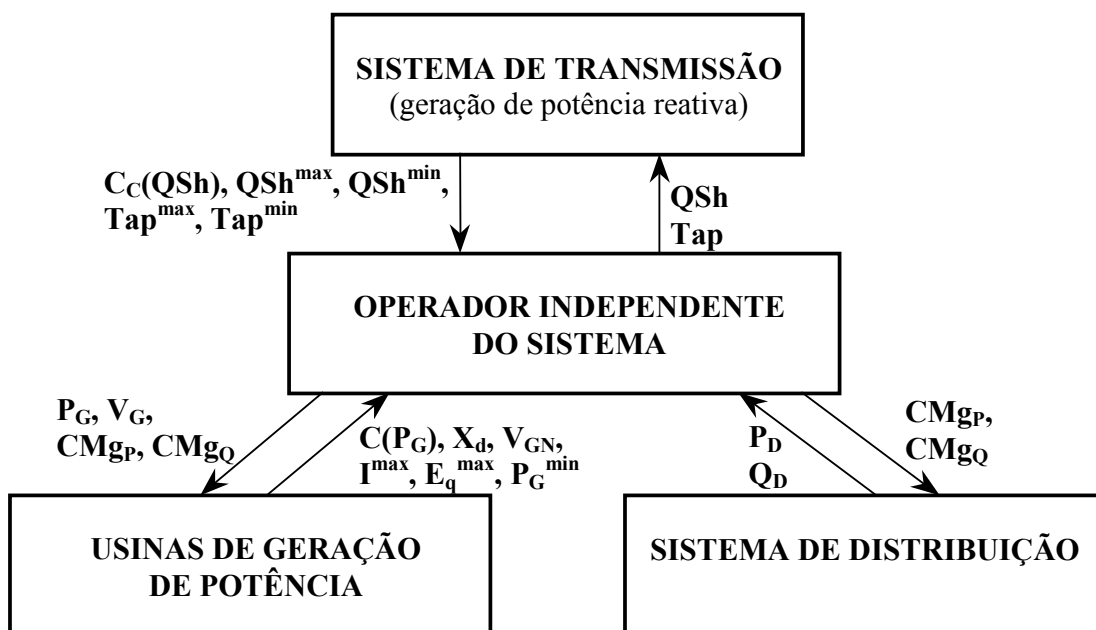 SISTEMA DE TRANSMISSÃO
(geração de potência reativa)
C_C(QSh), QSh^max, QSh^min,
Tap^max, Tap^min
QSh
Tap
OPERADOR INDEPENDENTE
DO SISTEMA
P_G, V_G,
CMg_P, CMg_Q
C(P_G), X_d, V_GN,
I^max, E_q^max, P_G^min
P_D
Q_D
CMg_P,
CMg_Q
USINAS DE GERAÇÃO
DE POTÊNCIA
SISTEMA DE DISTRIBUIÇÃO